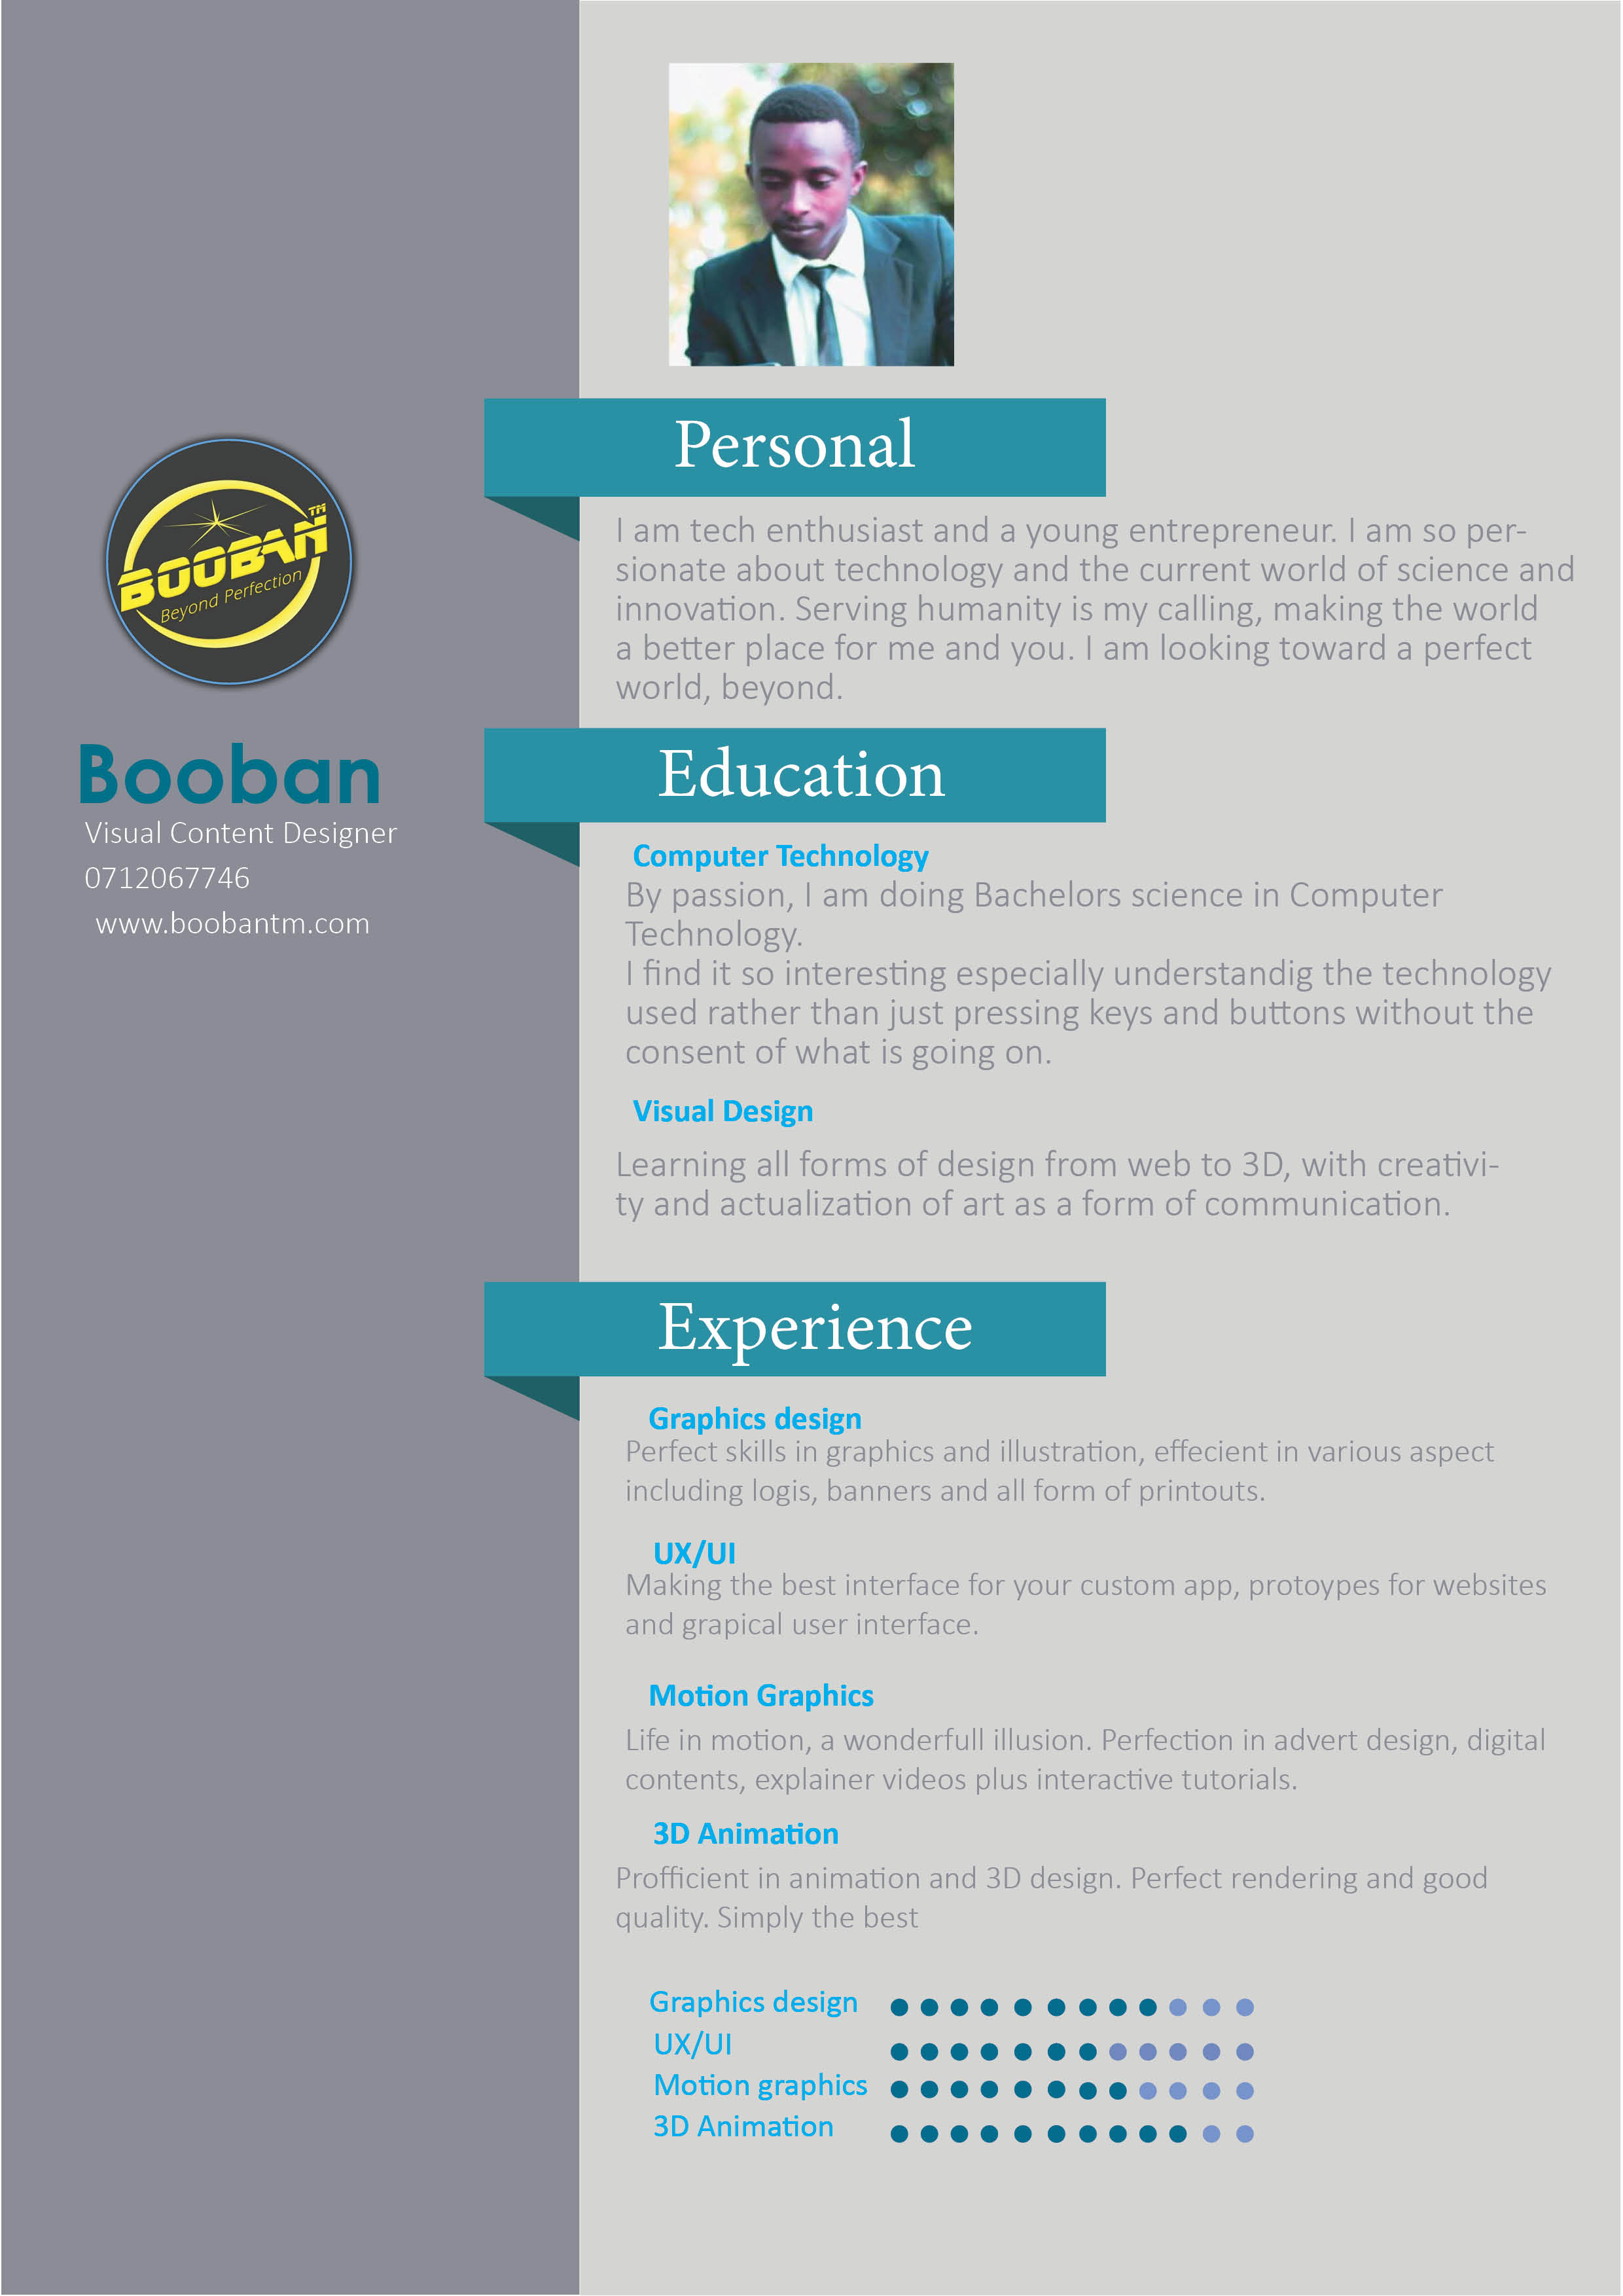 BOOBAN™
Beyond Perfection
Booban
Visual Content Designer
0712067746
www.boobantm.com
Personal
I am tech enthusiast and a young entrepreneur. I am so per-
sionate about technology and the current world of science and
innovation. Serving humanity is my calling, making the world
a better place for me and you. I am looking toward a perfect
world, beyond.
Education
Computer Technology
By passion, I am doing Bachelors science in Computer
Technology.
I find it so interesting especially understandig the technology
used rather than just pressing keys and buttons without the
consent of what is going on.
Visual Design
Learning all forms of design from web to 3D, with creativi-
ty and actualization of art as a form of communication.
Experience
Graphics design
Perfect skills in graphics and illustration, effecient in various aspect
including logis, banners and all form of printouts.
UX/UI
Making the best interface for your custom app, protoypes for websites
and grapical user interface.
Motion Graphics
Life in motion, a wonderfull illusion. Perfection in advert design, digital
contents, explainer videos plus interactive tutorials.
3D Animation
Profficient in animation and 3D design. Perfect rendering and good
quality. Simply the best
Graphics design
UX/UI
Motion graphics
3D Animation